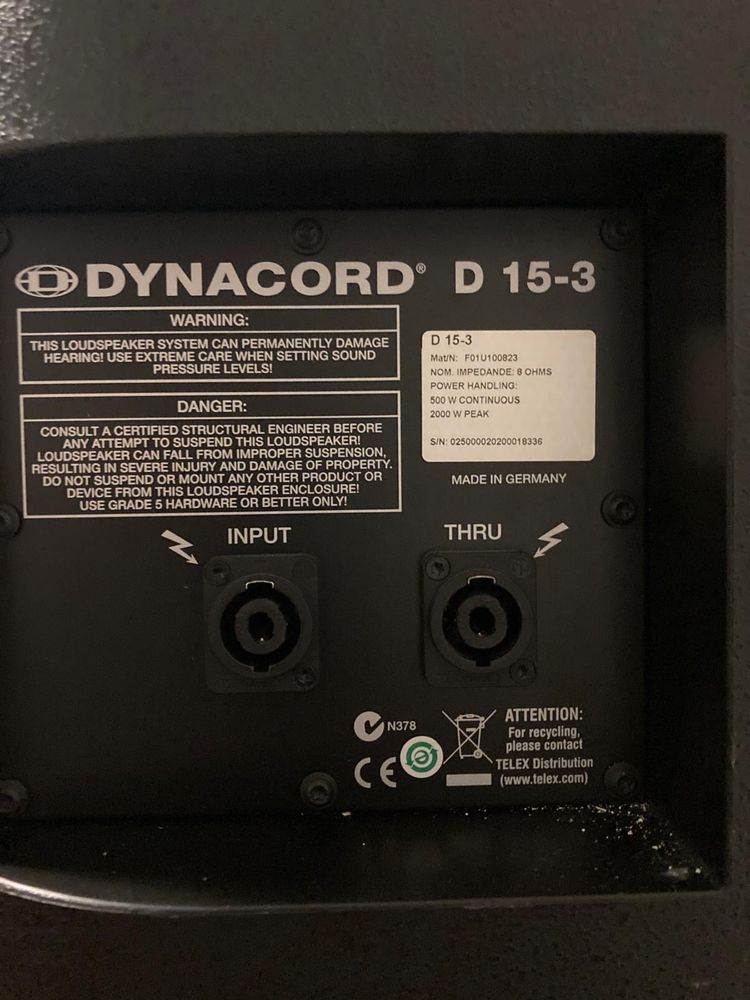 DYNACORD® D 15-3
WARNING:
THIS LOUDSPEAKER SYSTEM CAN PERMANENTLY DAMAGE
HEARING! USE EXTREME CARE WHEN SETTING SOUND
PRESSURE LEVELS!
DANGER:
CONSULT A CERTIFIED STRUCTURAL ENGINEER BEFORE
ANY ATTEMPT TO SUSPEND THIS LOUDSPEAKER!
LOUDSPEAKER CAN FALL FROM IMPROPER SUSPENSION,
RESULTING IN SEVERE INJURY AND DAMAGE OF PROPERTY.
DO NOT SUSPEND OR MOUNT ANY OTHER PRODUCT OR
DEVICE FROM THIS LOUDSPEAKER ENCLOSURE!
USE GRADE 5 HARDWARE OR BETTER ONLY!
D 15-3
Mat/N: F01U100823
NOM. IMPEDANDE: 8 OHMS
POWER HANDLING:
500 W CONTINUOUS
2000 W PEAK
S/N: 025000020200018336
MADE IN GERMANY
INPUT
THRU
N378
CE
ATTENTION:
For recycling,
please contact
TELEX Distribution
(www.telex.com)